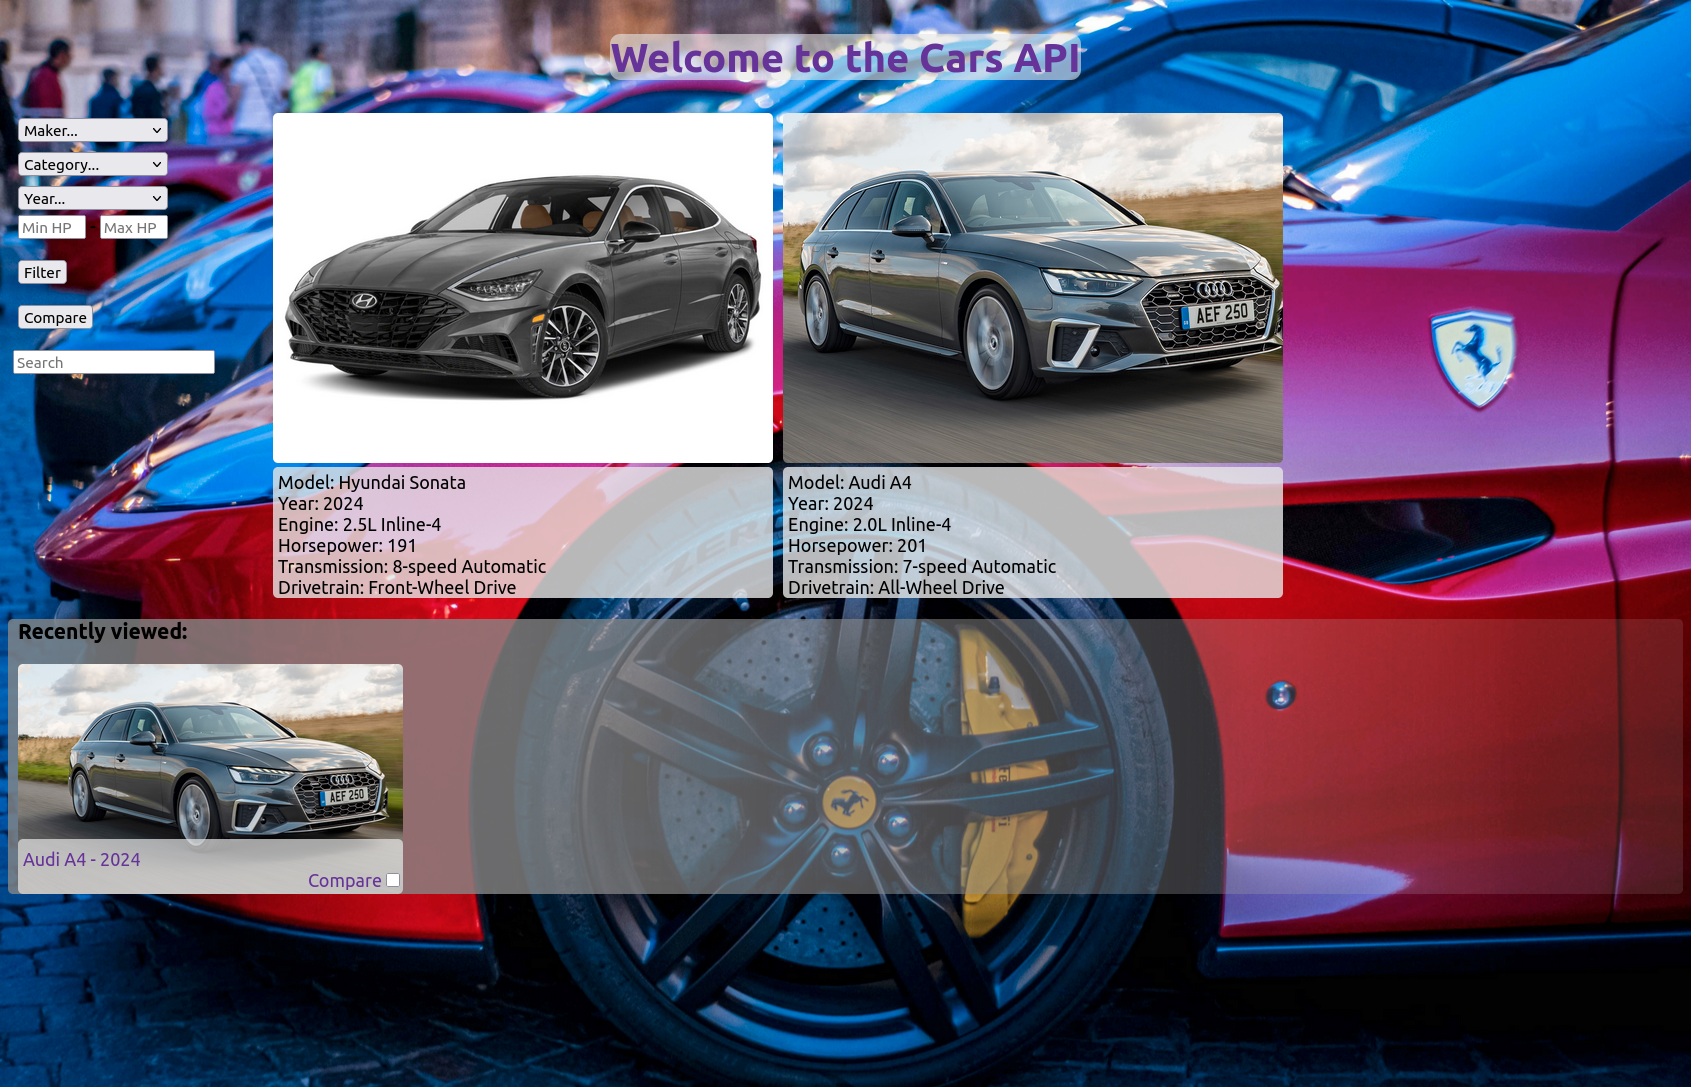 Welcome to the Cars API
Maker...
Category...
Year...
Min HP - Max HP
Filter
Compare
Search
AEF 250
Model: Hyundai Sonata
Year: 2024
Engine: 2.5L Inline-4
Horsepower: 191
Transmission: 8-speed Automatic
Drivetrain: Front-Wheel Drive
Model: Audi A4
Year: 2024
Engine: 2.0L Inline-4
Horsepower: 201
Transmission: 7-speed Automatic
Drivetrain: All-Wheel Drive
Recently viewed:
AEF 250
Audi A4 - 2024
Compare